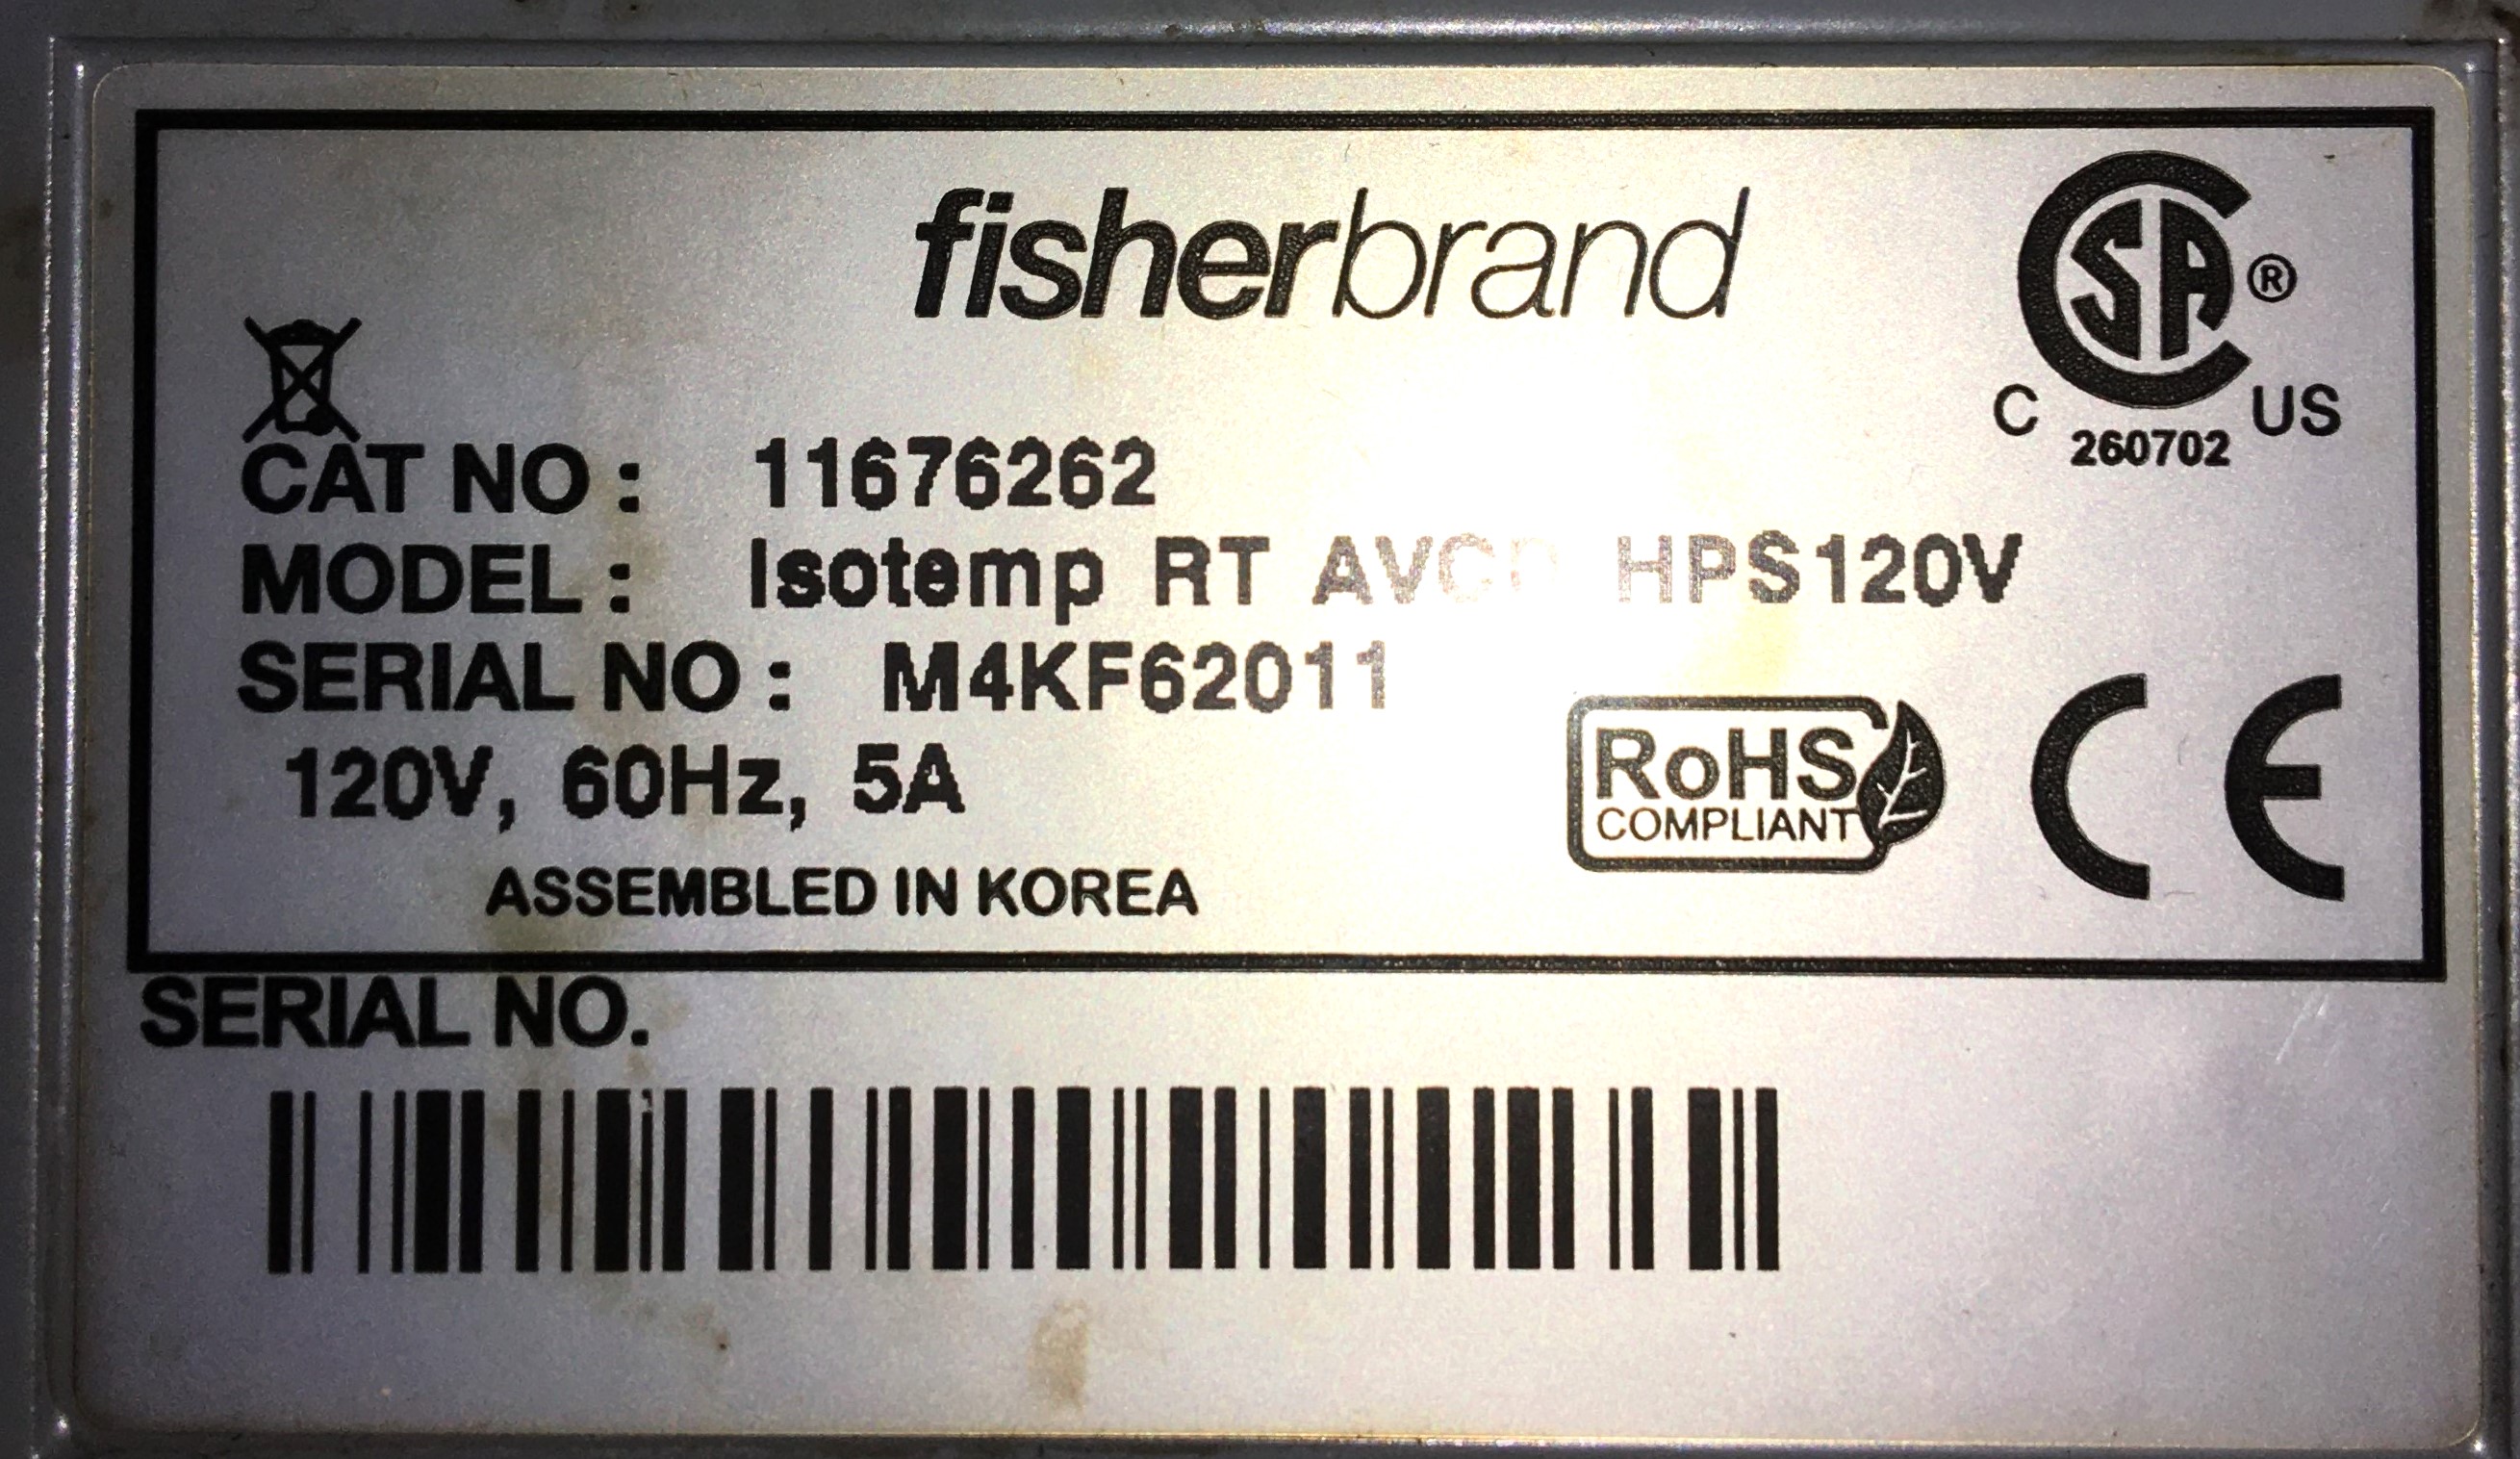 fisherbrand
CSA®
C US
260702
CAT NO : 11676262
MODEL : Isotemp RT HPS120V
SERIAL NO : M4KF62011
120V, 60Hz, 5A
RoHS
COMPLIANT
CE
ASSEMBLED IN KOREA
SERIAL NO.